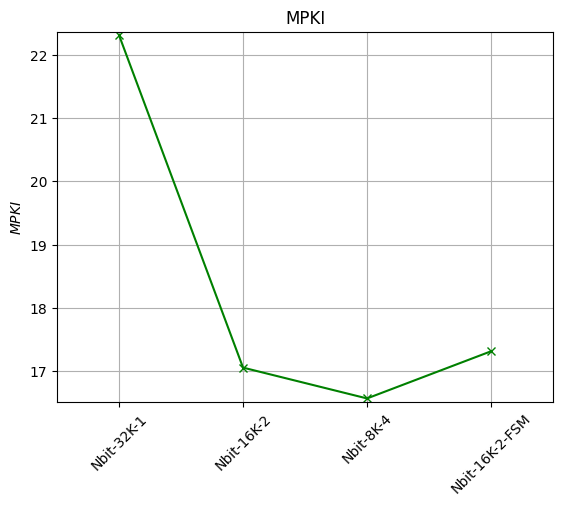 MPKI
22
21
20
19
18
17
MPKI
Nbit-32K-1
Nbit-16K-2
Nbit-8K-4
Nbit-16K-2-FSM